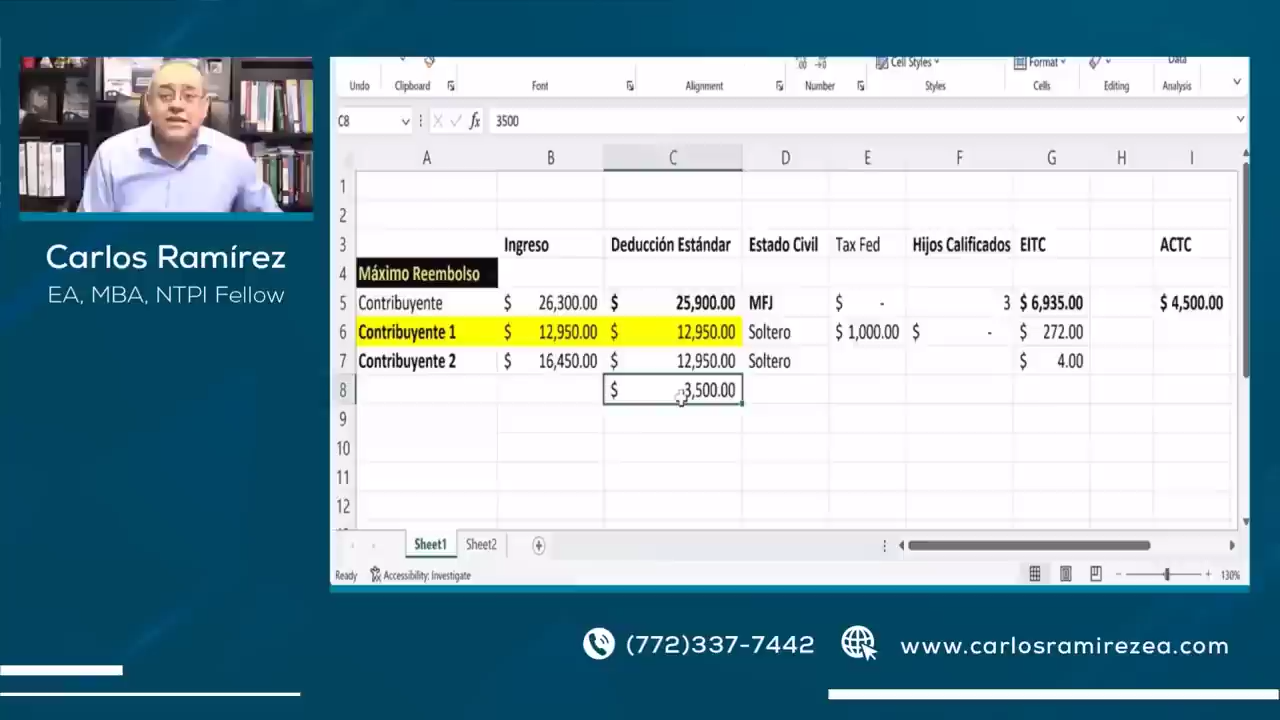 Carlos Ramírez
EA, MBA, NTPI Fellow
Undo Clipboard Font Alignment Number Styles Cells Editing Analysis
Cell Styles Format Data
C8 fx 3500
A B C D E F G H I
1
2
3 Ingreso Deducción Estándar Estado Civil Tax Fed Hijos Calificados EITC ACTC
4 Máximo Reembolso
5 Contribuyente $ 26,300.00 $ 25,900.00 MFJ $ - 3 $ 6,935.00 $ 4,500.00
6 Contribuyente 1 $ 12,950.00 $ 12,950.00 Soltero $ 1,000.00 $ - $ 272.00
7 Contribuyente 2 $ 16,450.00 $ 12,950.00 Soltero $ 4.00
8 $ 3,500.00
9
10
11
12
Sheet1 Sheet2
Ready Accessibility: Investigate 130%
(772)337-7442 www.carlosramirezea.com